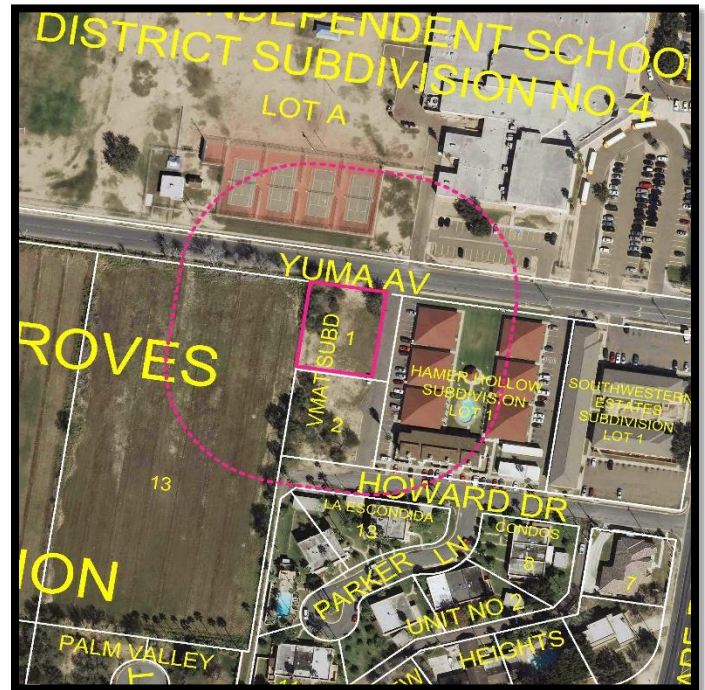 INDEPENDENT SCHOOL
DISTRICT SUBDIVISION NO 4
LOT A
YUMA AV
ROVES
VMAT SUBD
1
2
HAMER HOLLOW
SUBDIVISION
LOT 1
SOUTHWESTERN
ESTATES
SUBDIVISION
LOT 1
13
HOWARD DR
LA ESCONDIDA
CONDOS
13
8
7
PARKER LN
UNIT NO 2
ION
HEIGHTS
PALM VALLEY
T